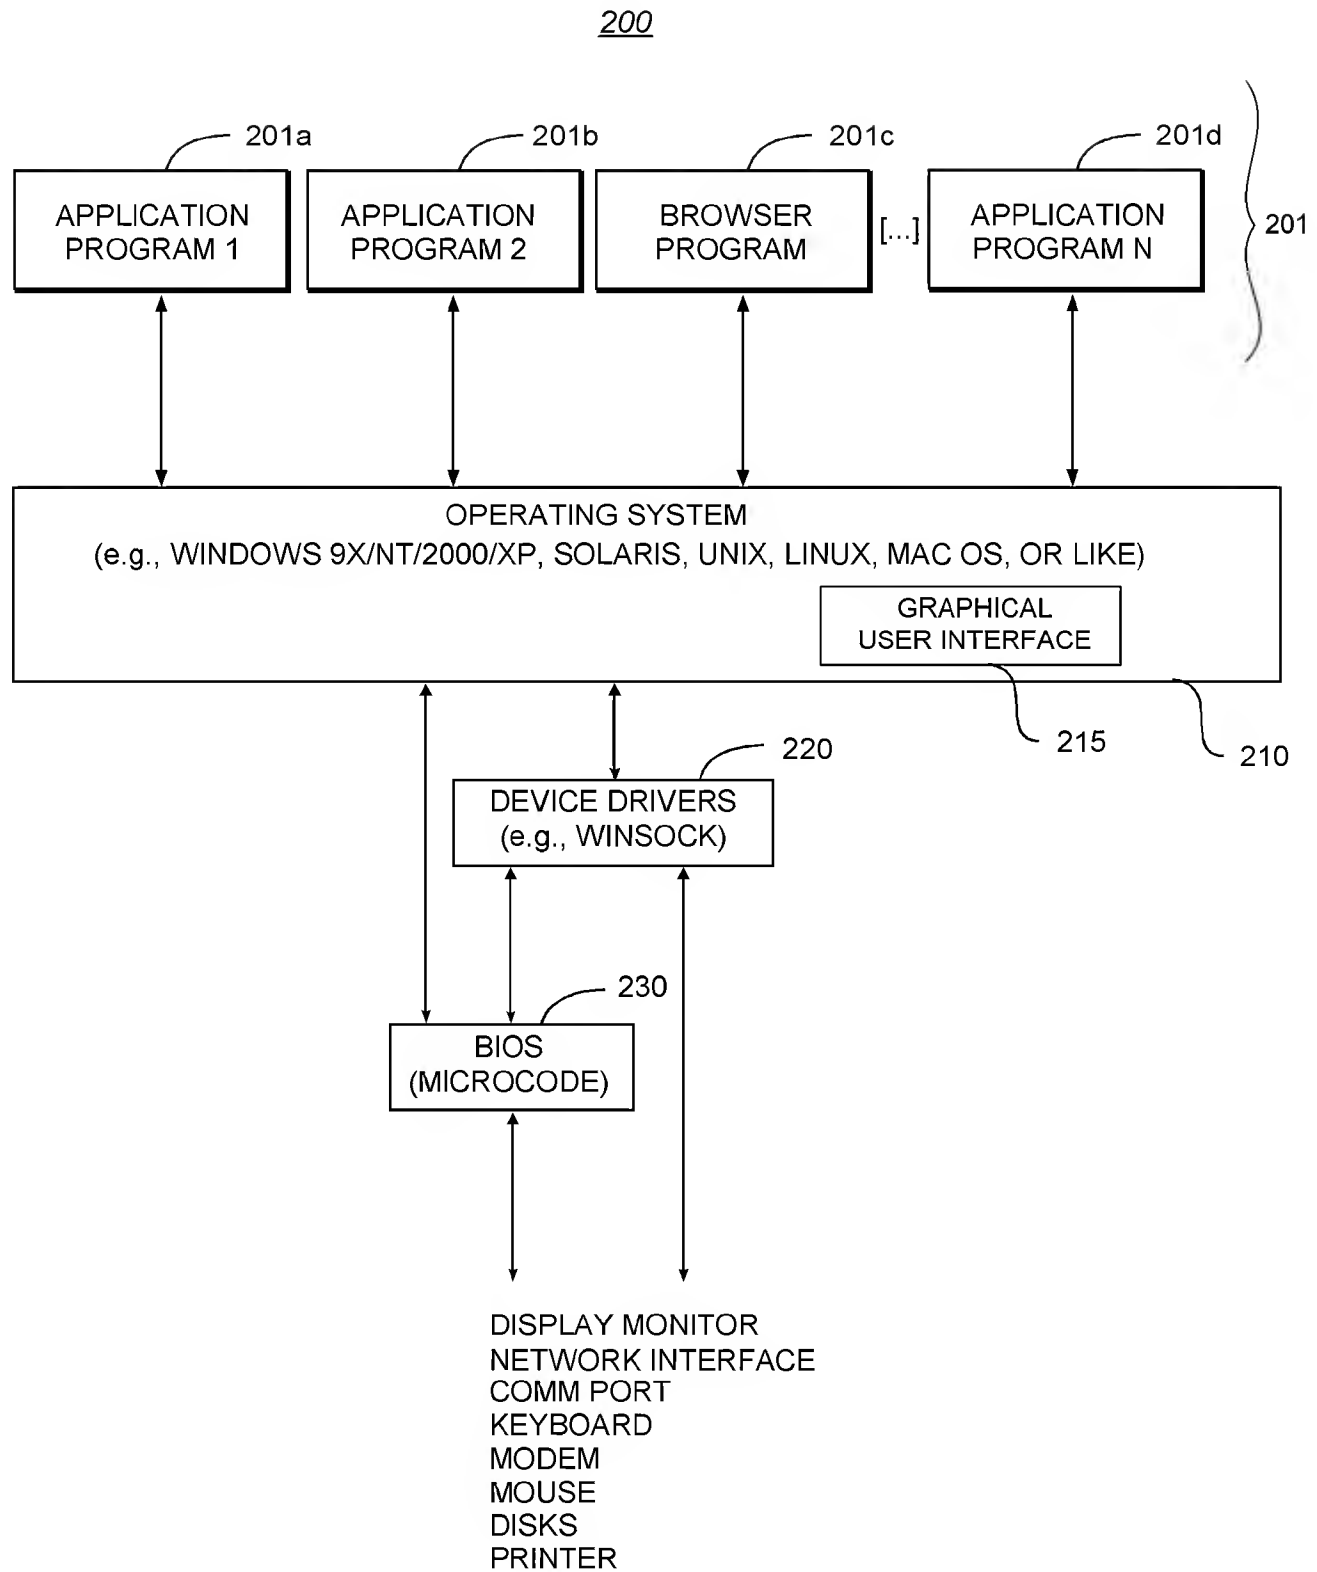 200
201a
201b
201c
201d
APPLICATION
PROGRAM 1
APPLICATION
PROGRAM 2
BROWSER
PROGRAM
[...]
APPLICATION
PROGRAM N
201
OPERATING SYSTEM
(e.g., WINDOWS 9X/NT/2000/XP, SOLARIS, UNIX, LINUX, MAC OS, OR LIKE)
GRAPHICAL
USER INTERFACE
215
210
220
DEVICE DRIVERS
(e.g., WINSOCK)
230
BIOS
(MICROCODE)
DISPLAY MONITOR
NETWORK INTERFACE
COMM PORT
KEYBOARD
MODEM
MOUSE
DISKS
PRINTER